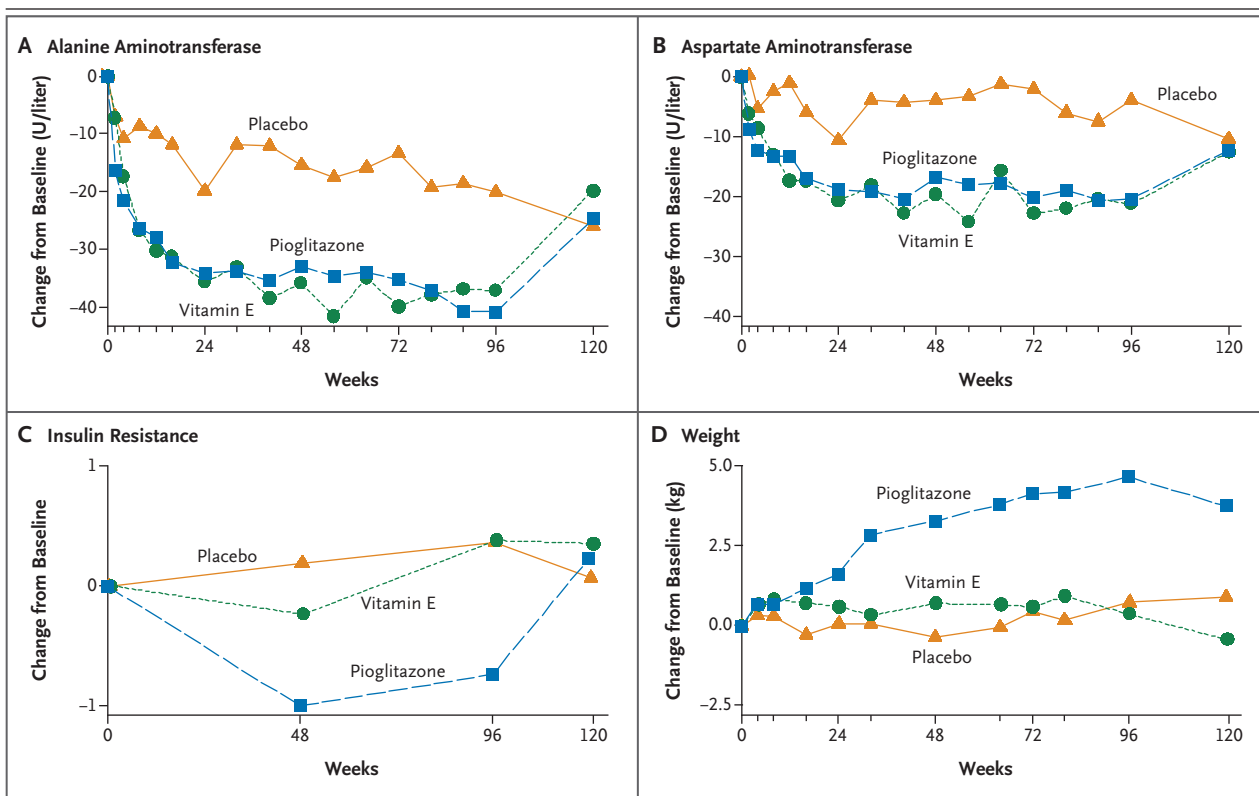 A Alanine Aminotransferase
Change from Baseline (U/liter)
0
−10
−20
−30
−40
Placebo
Pioglitazone
Vitamin E
0 24 48 72 96 120
Weeks
B Aspartate Aminotransferase
Change from Baseline (U/liter)
0
−10
−20
−30
−40
Placebo
Pioglitazone
Vitamin E
0 24 48 72 96 120
Weeks
C Insulin Resistance
Change from Baseline
1
0
−1
Placebo
Vitamin E
Pioglitazone
0 48 96 120
Weeks
D Weight
Change from Baseline (kg)
5.0
2.5
0.0
−2.5
Pioglitazone
Vitamin E
Placebo
0 24 48 72 96 120
Weeks